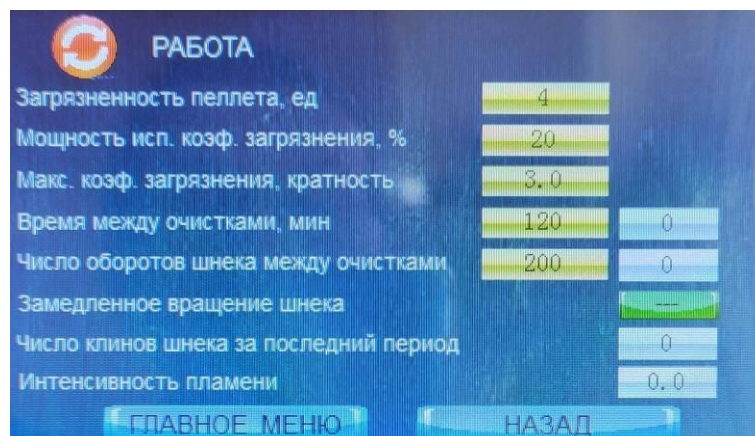 РАБОТА
Загрязненность пеллета, ед 4
Мощность исп. коэф. загрязнения, % 20
Макс. коэф. загрязнения, кратность 3.0
Время между очистками, мин 120 0
Число оборотов шнека между очистками 200 0
Замедленное вращение шнека ---
Число клинов шнека за последний период 0
Интенсивность пламени 0.0
ГЛАВНОЕ МЕНЮ НАЗАД